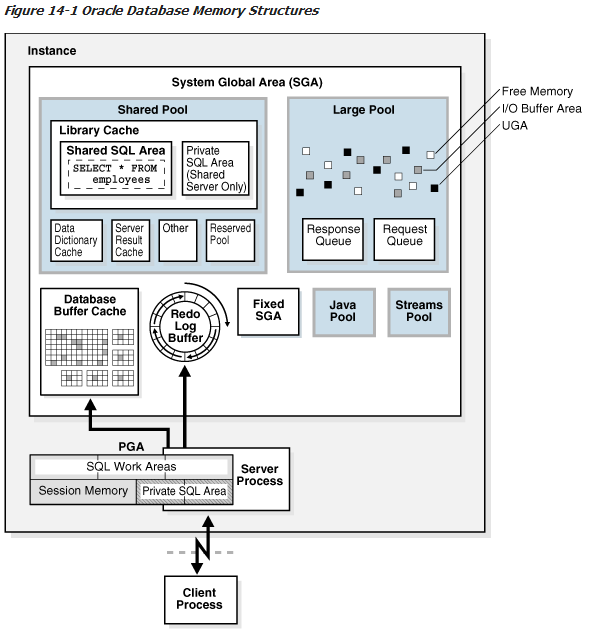 Figure 14-1 Oracle Database Memory Structures
Instance
System Global Area (SGA)
Shared Pool
Library Cache
Shared SQL Area
SELECT * FROM
employees
Private
SQL Area
(Shared
Server Only)
Data
Dictionary
Cache
Server
Result
Cache
Other
Reserved
Pool
Large Pool
Free Memory
I/O Buffer Area
UGA
Response
Queue
Request
Queue
Database
Buffer Cache
Redo
Log
Buffer
Fixed
SGA
Java
Pool
Streams
Pool
PGA
SQL Work Areas
Session Memory
Private SQL Area
Server
Process
Client
Process